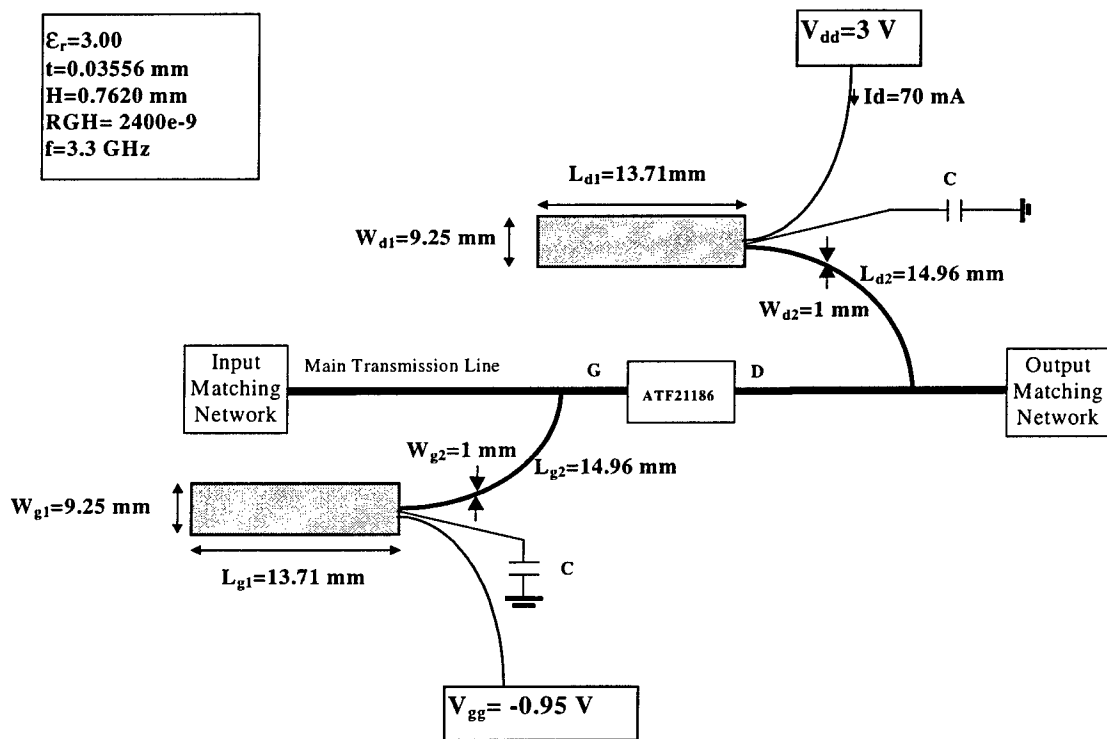 εr=3.00
t=0.03556 mm
H=0.7620 mm
RGH= 2400e-9
f=3.3 GHz
Vdd=3 V
Id=70 mA
Ld1=13.71mm
C
Wd1=9.25 mm
Ld2=14.96 mm
Wd2=1 mm
Input
Matching
Network
Main Transmission Line
G
ATF21186
D
Output
Matching
Network
Wg2=1 mm
Lg2=14.96 mm
Wg1=9.25 mm
Lg1=13.71 mm
C
Vgg= -0.95 V